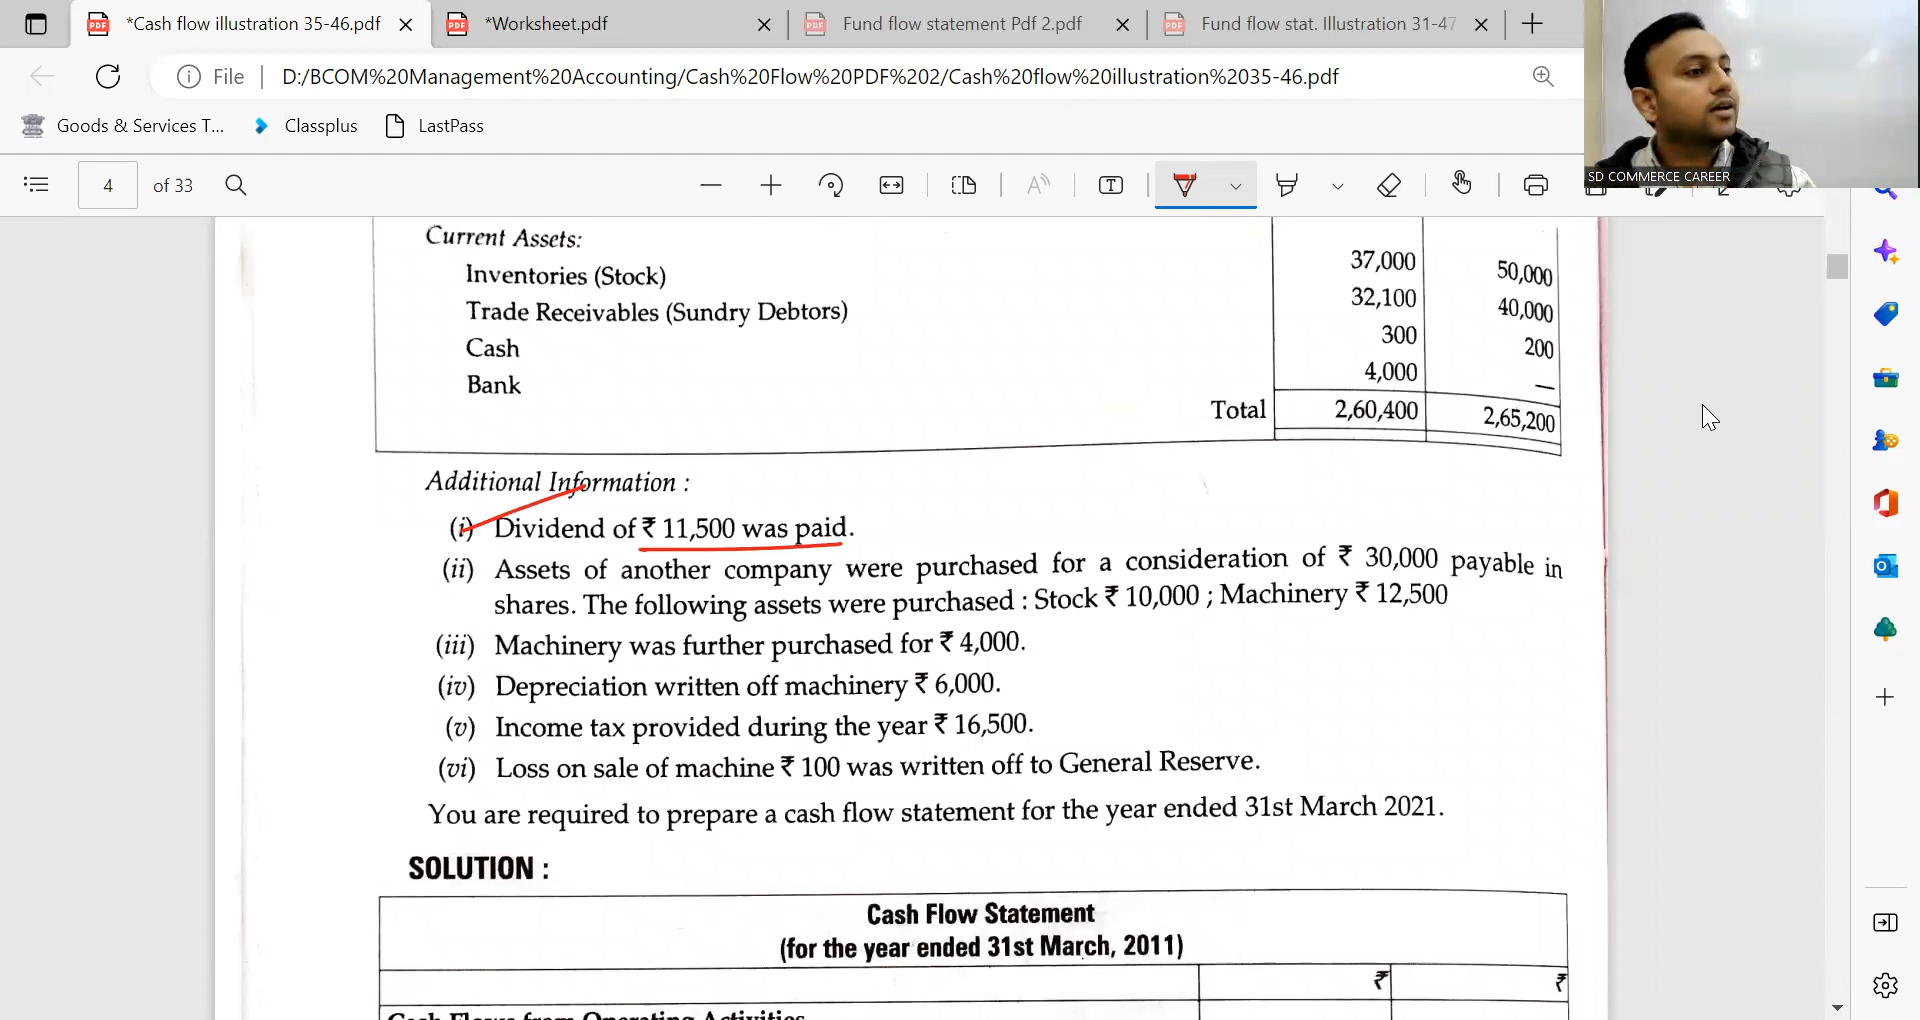 *Cash flow illustration 35-46.pdf
*Worksheet.pdf
Fund flow statement Pdf 2.pdf
Fund flow stat. Illustration 31-47
File
D:/BCOM%20Management%20Accounting/Cash%20Flow%20PDF%202/Cash%20flow%20illustration%2035-46.pdf
Goods & Services T...
Classplus
LastPass
4 of 33
SD COMMERCE CAREER
Current Assets:
Inventories (Stock) 37,000 50,000
Trade Receivables (Sundry Debtors) 32,100 40,000
Cash 300 200
Bank 4,000 —
Total 2,60,400 2,65,200
Additional Information :
(i) Dividend of ₹ 11,500 was paid.
(ii) Assets of another company were purchased for a consideration of ₹ 30,000 payable in
shares. The following assets were purchased : Stock ₹ 10,000 ; Machinery ₹ 12,500
(iii) Machinery was further purchased for ₹ 4,000.
(iv) Depreciation written off machinery ₹ 6,000.
(v) Income tax provided during the year ₹ 16,500.
(vi) Loss on sale of machine ₹ 100 was written off to General Reserve.
You are required to prepare a cash flow statement for the year ended 31st March 2021.
SOLUTION :
Cash Flow Statement
(for the year ended 31st March, 2011)
₹ ₹
Cash Flows from Operating Activities